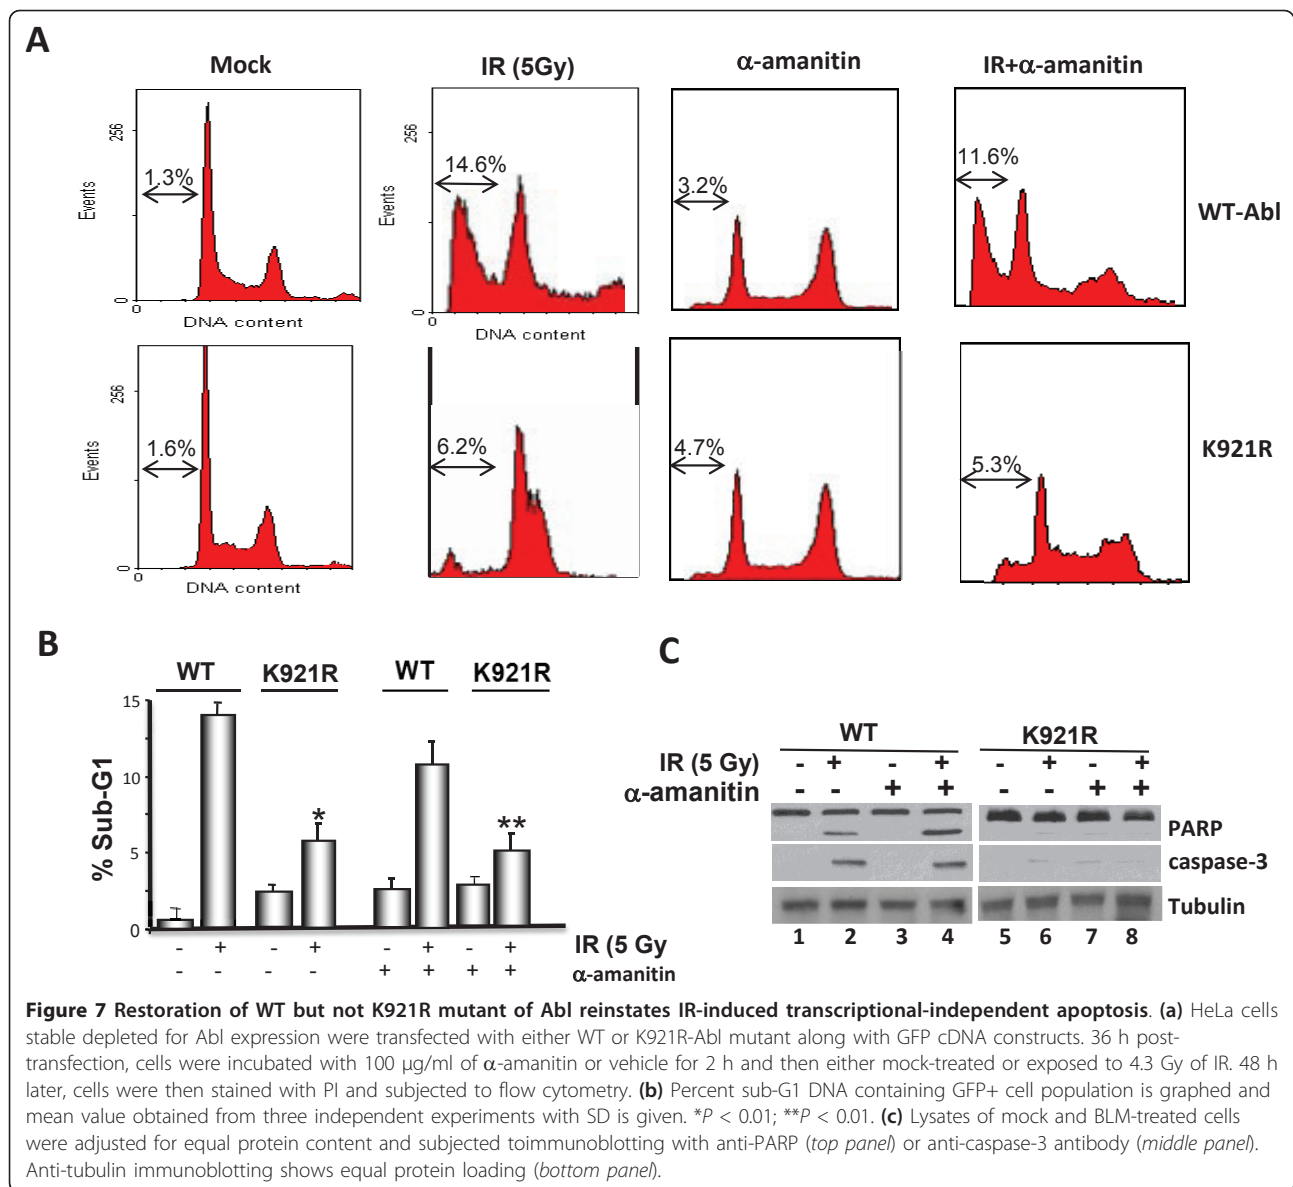 A
Mock
IR (5Gy)
α-amanitin
IR+α-amanitin
256
Events
1.3%
0
0
DNA content
256
14.6%
Events
0
0
DNA content
3.2%
11.6%
WT-Abl
256
Events
1.6%
0
0
DNA content
6.2%
4.7%
5.3%
K921R
B
WT
K921R
WT
K921R
15
10
5
0
% Sub-G1
*
**
- + - + - + - + IR (5 Gy
- - - - + + + + α-amanitin
C
WT
K921R
IR (5 Gy) - + - + - + - +
α-amanitin - - + + - - + +
PARP
caspase-3
Tubulin
1 2 3 4 5 6 7 8
Figure 7 Restoration of WT but not K921R mutant of Abl reinstates IR-induced transcriptional-independent apoptosis. (a) HeLa cells
stable depleted for Abl expression were transfected with either WT or K921R-Abl mutant along with GFP cDNA constructs. 36 h post-
transfection, cells were incubated with 100 μg/ml of α-amanitin or vehicle for 2 h and then either mock-treated or exposed to 4.3 Gy of IR. 48 h
later, cells were then stained with PI and subjected to flow cytometry. (b) Percent sub-G1 DNA containing GFP+ cell population is graphed and
mean value obtained from three independent experiments with SD is given. *P < 0.01; **P < 0.01. (c) Lysates of mock and BLM-treated cells
were adjusted for equal protein content and subjected toimmunoblotting with anti-PARP (top panel) or anti-caspase-3 antibody (middle panel).
Anti-tubulin immunoblotting shows equal protein loading (bottom panel).